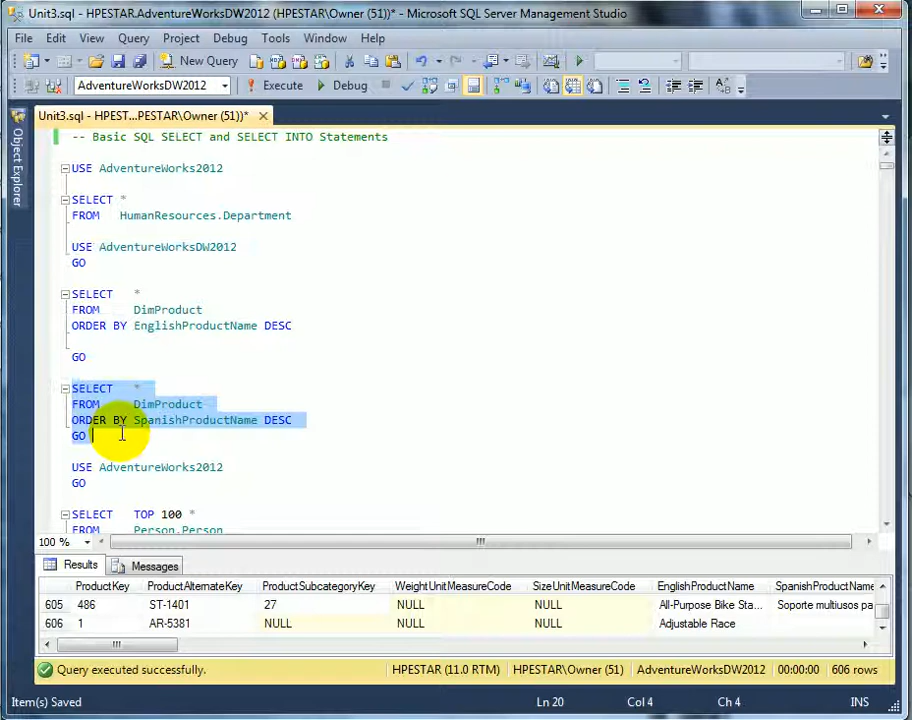 Unit3.sql - HPESTAR.AdventureWorksDW2012 (HPESTAR\Owner (51))* - Microsoft SQL Server Management Studio
File Edit View Query Project Debug Tools Window Help
New Query
AdventureWorksDW2012 Execute Debug
Unit3.sql - HPEST...PESTAR\Owner (51))*
Object Explorer
-- Basic SQL SELECT and SELECT INTO Statements
USE AdventureWorks2012
SELECT *
FROM HumanResources.Department
USE AdventureWorksDW2012
GO
SELECT *
FROM DimProduct
ORDER BY EnglishProductName DESC
GO
SELECT *
FROM DimProduct
ORDER BY SpanishProductName DESC
GO
USE AdventureWorks2012
GO
SELECT TOP 100 *
FROM Person.Person
100 %
Results Messages
ProductKey ProductAlternateKey ProductSubcategoryKey WeightUnitMeasureCode SizeUnitMeasureCode EnglishProductName SpanishProductName
605 486 ST-1401 27 NULL NULL All-Purpose Bike Sta... Soporte multiusos pa
606 1 AR-5381 NULL NULL NULL Adjustable Race
Query executed successfully. HPESTAR (11.0 RTM) HPESTAR\Owner (51) AdventureWorksDW2012 00:00:00 606 rows
Item(s) Saved Ln 20 Col 4 Ch 4 INS